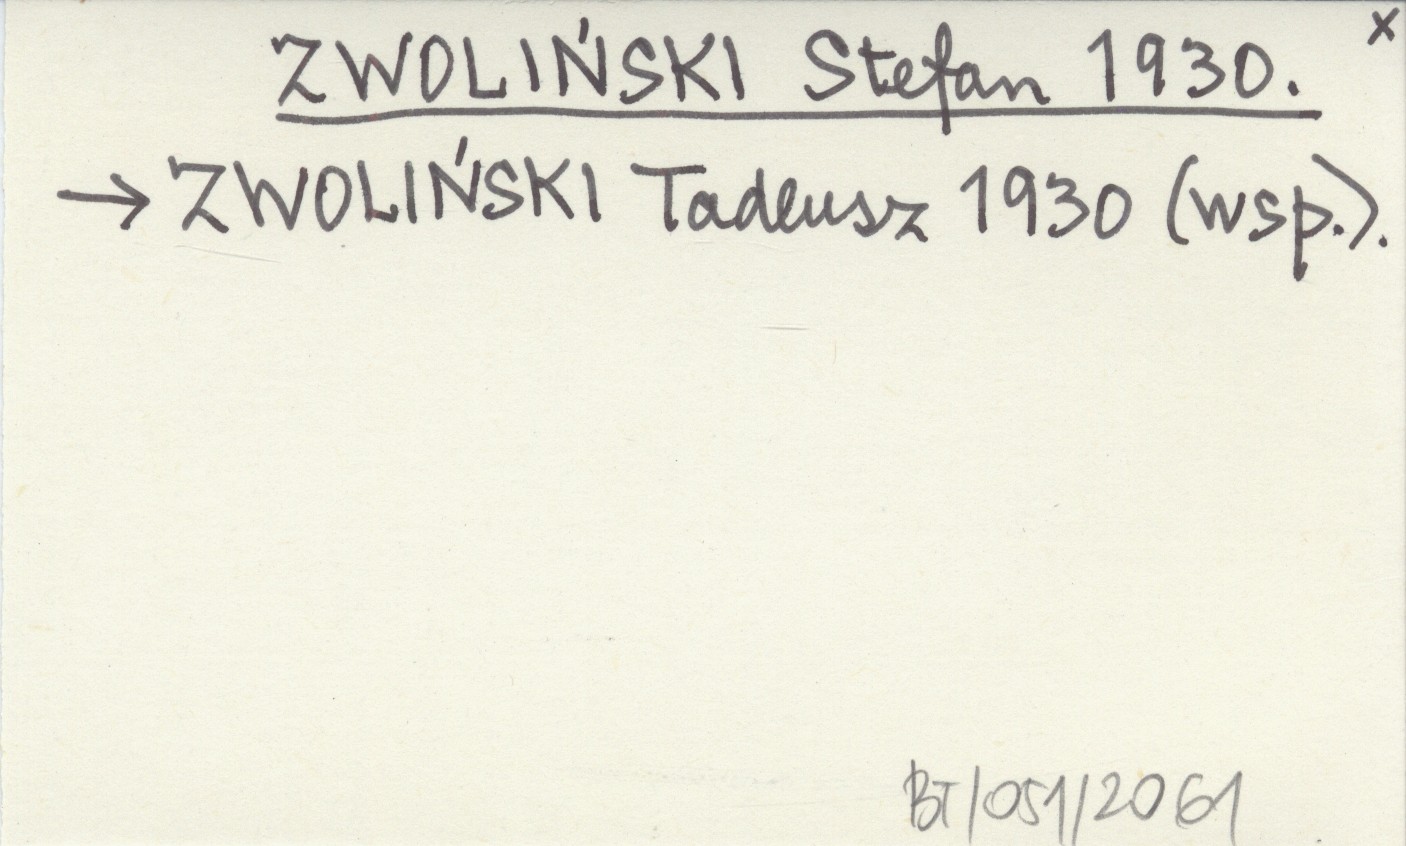 x
ZWOLIŃSKI Stefan 1930.
→ ZWOLIŃSKI Tadeusz 1930 (wsp.).
BT/051/2061